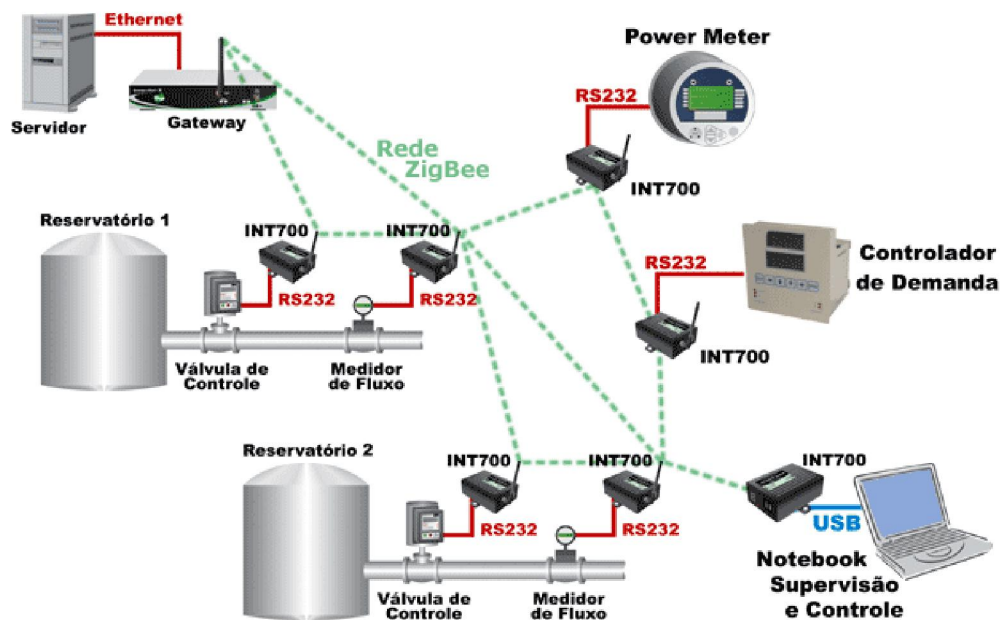 Ethernet
Servidor
Gateway
Power Meter
RS232
INT700
Rede
ZigBee
Reservatório 1
INT700
INT700
RS232
RS232
Válvula de
Controle
Medidor
de Fluxo
RS232
Controlador
de Demanda
INT700
Reservatório 2
INT700
INT700
RS232
RS232
Válvula de
Controle
Medidor
de Fluxo
INT700
USB
Notebook
Supervisão
e Controle